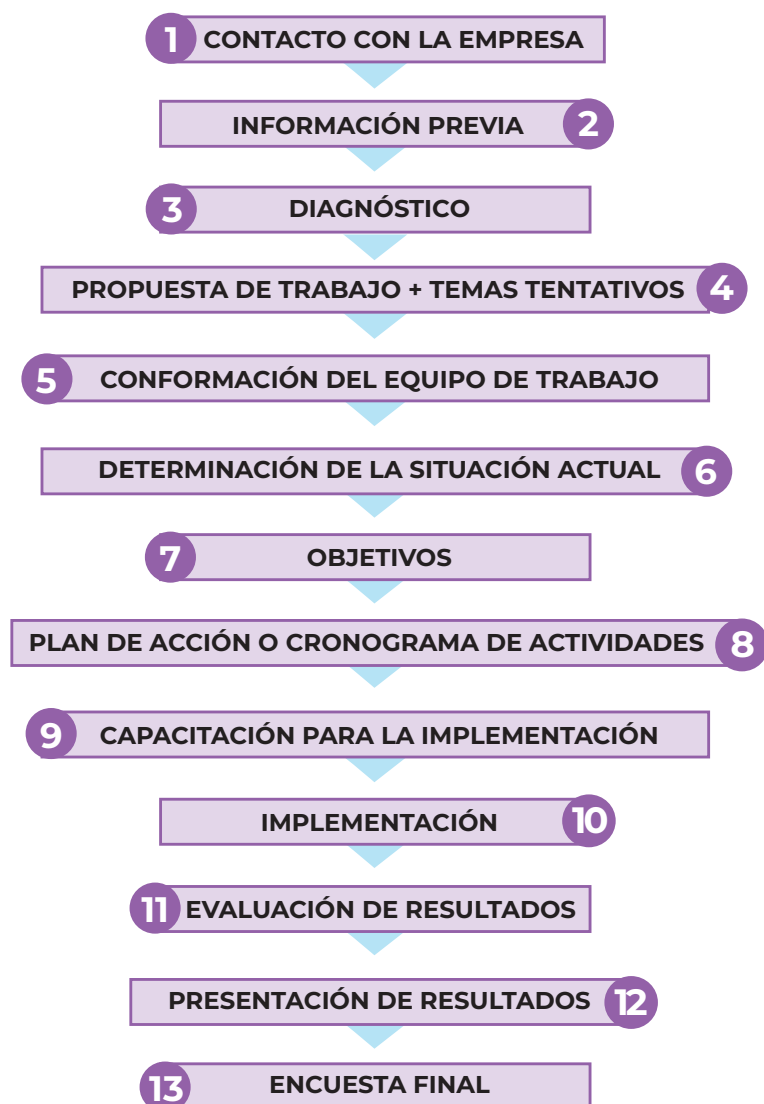 1 CONTACTO CON LA EMPRESA
INFORMACIÓN PREVIA 2
3 DIAGNÓSTICO
PROPUESTA DE TRABAJO + TEMAS TENTATIVOS 4
5 CONFORMACIÓN DEL EQUIPO DE TRABAJO
DETERMINACIÓN DE LA SITUACIÓN ACTUAL 6
7 OBJETIVOS
PLAN DE ACCIÓN O CRONOGRAMA DE ACTIVIDADES 8
9 CAPACITACIÓN PARA LA IMPLEMENTACIÓN
IMPLEMENTACIÓN 10
11 EVALUACIÓN DE RESULTADOS
PRESENTACIÓN DE RESULTADOS 12
13 ENCUESTA FINAL